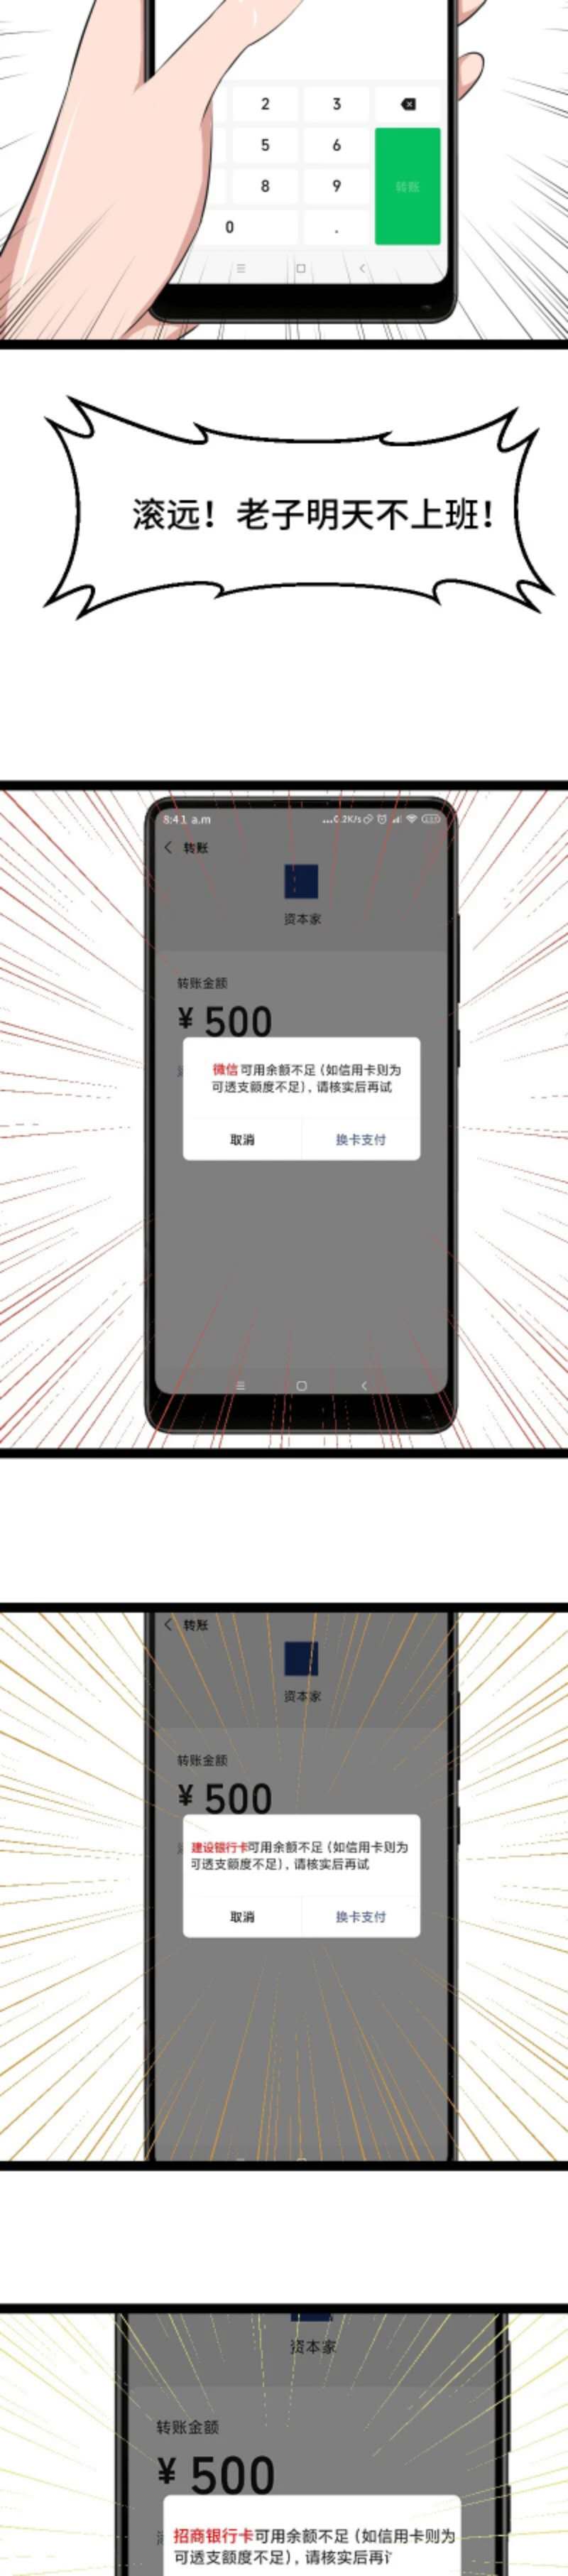 2 3
5 6 转账
8 9
0 .
滚远！老子明天不上班！
8:41 a.m ...0.2K/s
转账
资本家
转账金额
¥ 500
微信可用余额不足（如信用卡则为
可透支额度不足），请核实后再试
取消 换卡支付
转账
资本家
转账金额
¥ 500
建设银行卡可用余额不足（如信用卡则为
可透支额度不足），请核实后再试
取消 换卡支付
资本家
转账金额
¥ 500
招商银行卡可用余额不足（如信用卡则为
可透支额度不足），请核实后再